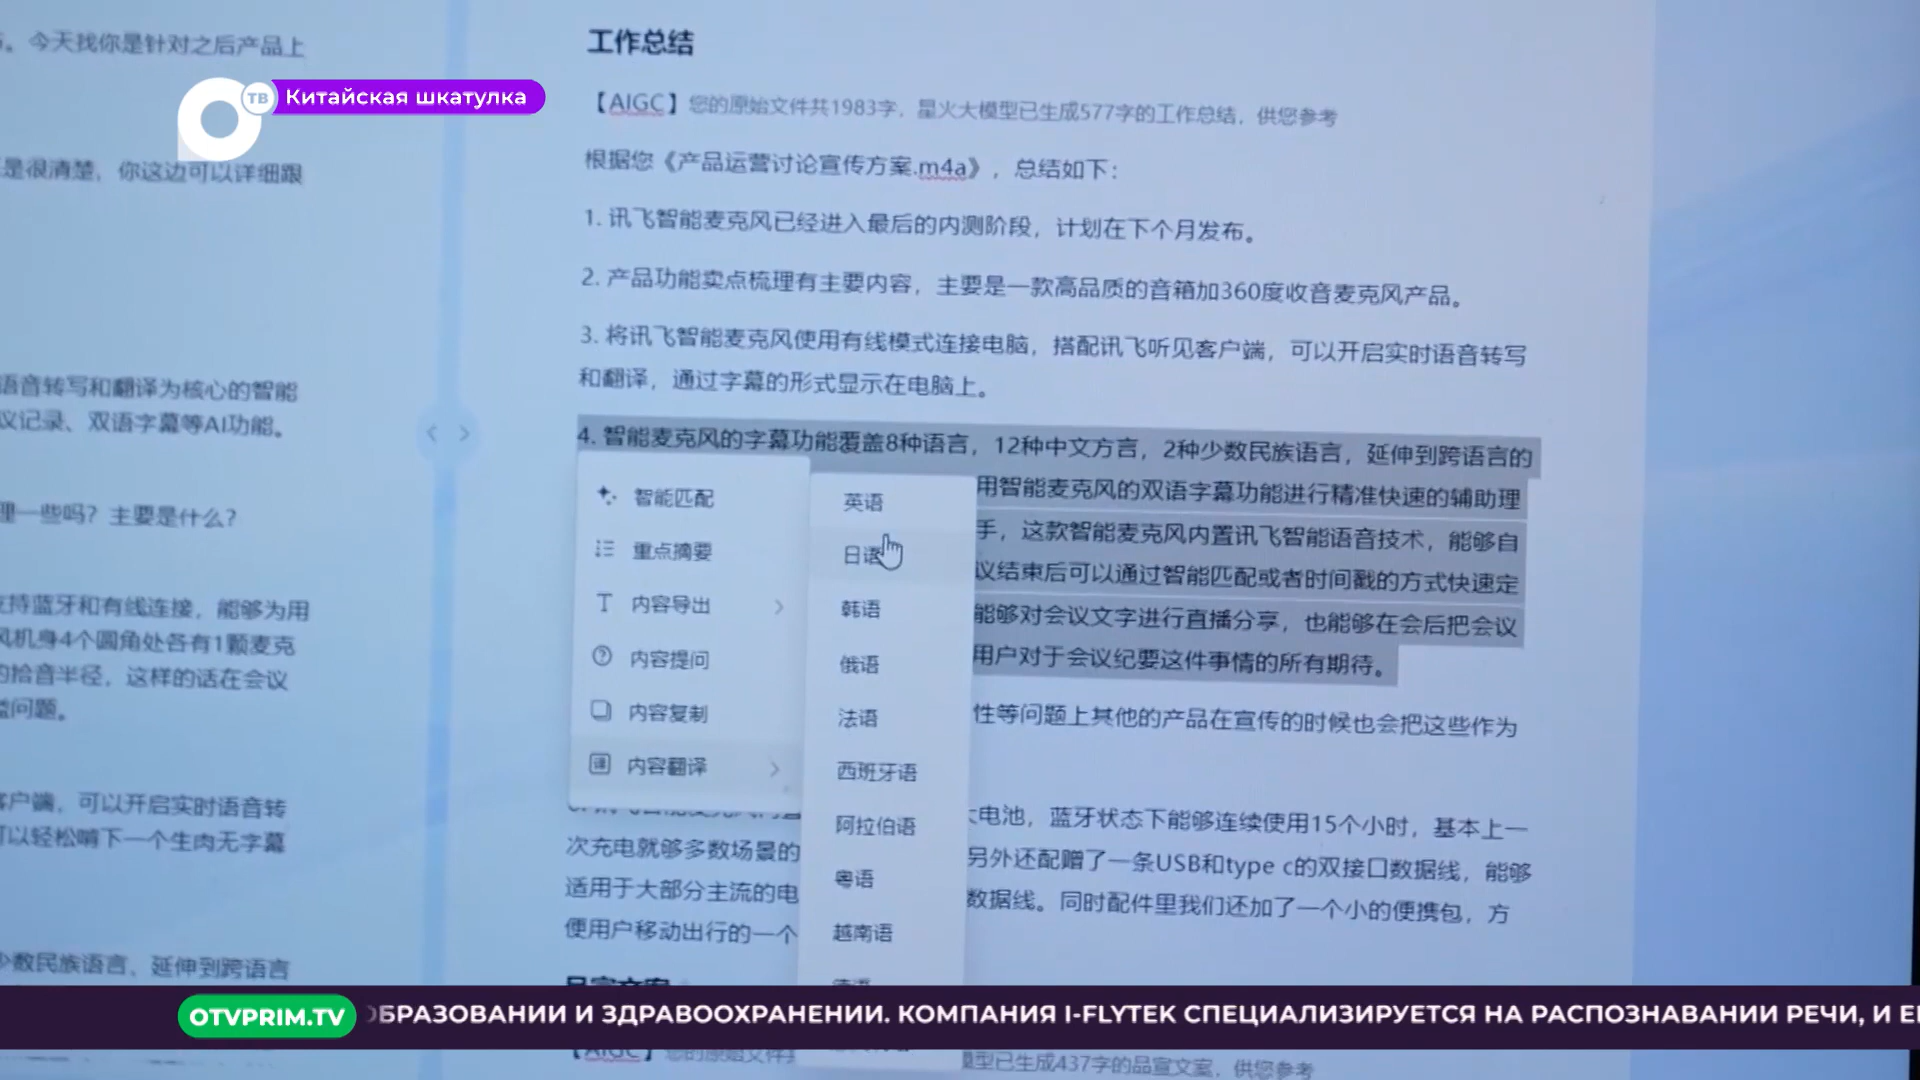 今天找你是针对之后产品上
是很清楚，你这边可以详细跟
语音转写和翻译为核心的智能
议记录、双语字幕等AI功能。
理一些吗？主要是什么？
支持蓝牙和有线连接，能够为用
风机身4个圆角处各有1颗麦克
的拾音半径，这样的话在会议
问题。
客户端，可以开启实时语音转
可以轻松啃下一个生肉无字幕
少数民族语言、延伸到跨语言
ТВ
Китайская шкатулка
工作总结
【AIGC】您的原始文件共1983字，星火大模型已生成577字的工作总结，供您参考
根据您《产品运营讨论宣传方案.m4a》，总结如下：
1. 讯飞智能麦克风已经进入最后的内测阶段，计划在下个月发布。
2. 产品功能卖点梳理有主要内容，主要是一款高品质的音箱加360度收音麦克风产品。
3. 将讯飞智能麦克风使用有线模式连接电脑，搭配讯飞听见客户端，可以开启实时语音转写
和翻译，通过字幕的形式显示在电脑上。
4. 智能麦克风的字幕功能覆盖8种语言，12种中文方言，2种少数民族语言，延伸到跨语言的
用智能麦克风的双语字幕功能进行精准快速的辅助理
手，这款智能麦克风内置讯飞智能语音技术，能够自
议结束后可以通过智能匹配或者时间戳的方式快速定
能够对会议文字进行直播分享，也能够在会后把会议
用户对于会议纪要这件事情的所有期待。
性等问题上其他的产品在宣传的时候也会把这些作为
电池，蓝牙状态下能够连续使用15个小时，基本上一
次充电就够多数场景的
另外还配赠了一条USB和type c的双接口数据线，能够
适用于大部分主流的电
数据线。同时配件里我们还加了一个小的便携包，方
便用户移动出行的一个
智能匹配
重点摘要
内容导出
内容提问
内容复制
内容翻译
英语
日语
韩语
俄语
法语
西班牙语
阿拉伯语
粤语
越南语
OTVPRIM.TV
ОБРАЗОВАНИИ И ЗДРАВООХРАНЕНИИ. КОМПАНИЯ I-FLYTEK СПЕЦИАЛИЗИРУЕТСЯ НА РАСПОЗНАВАНИИ РЕЧИ, И
【AIGC】您的原始文件
模型已生成437字的品宣文案，供您参考